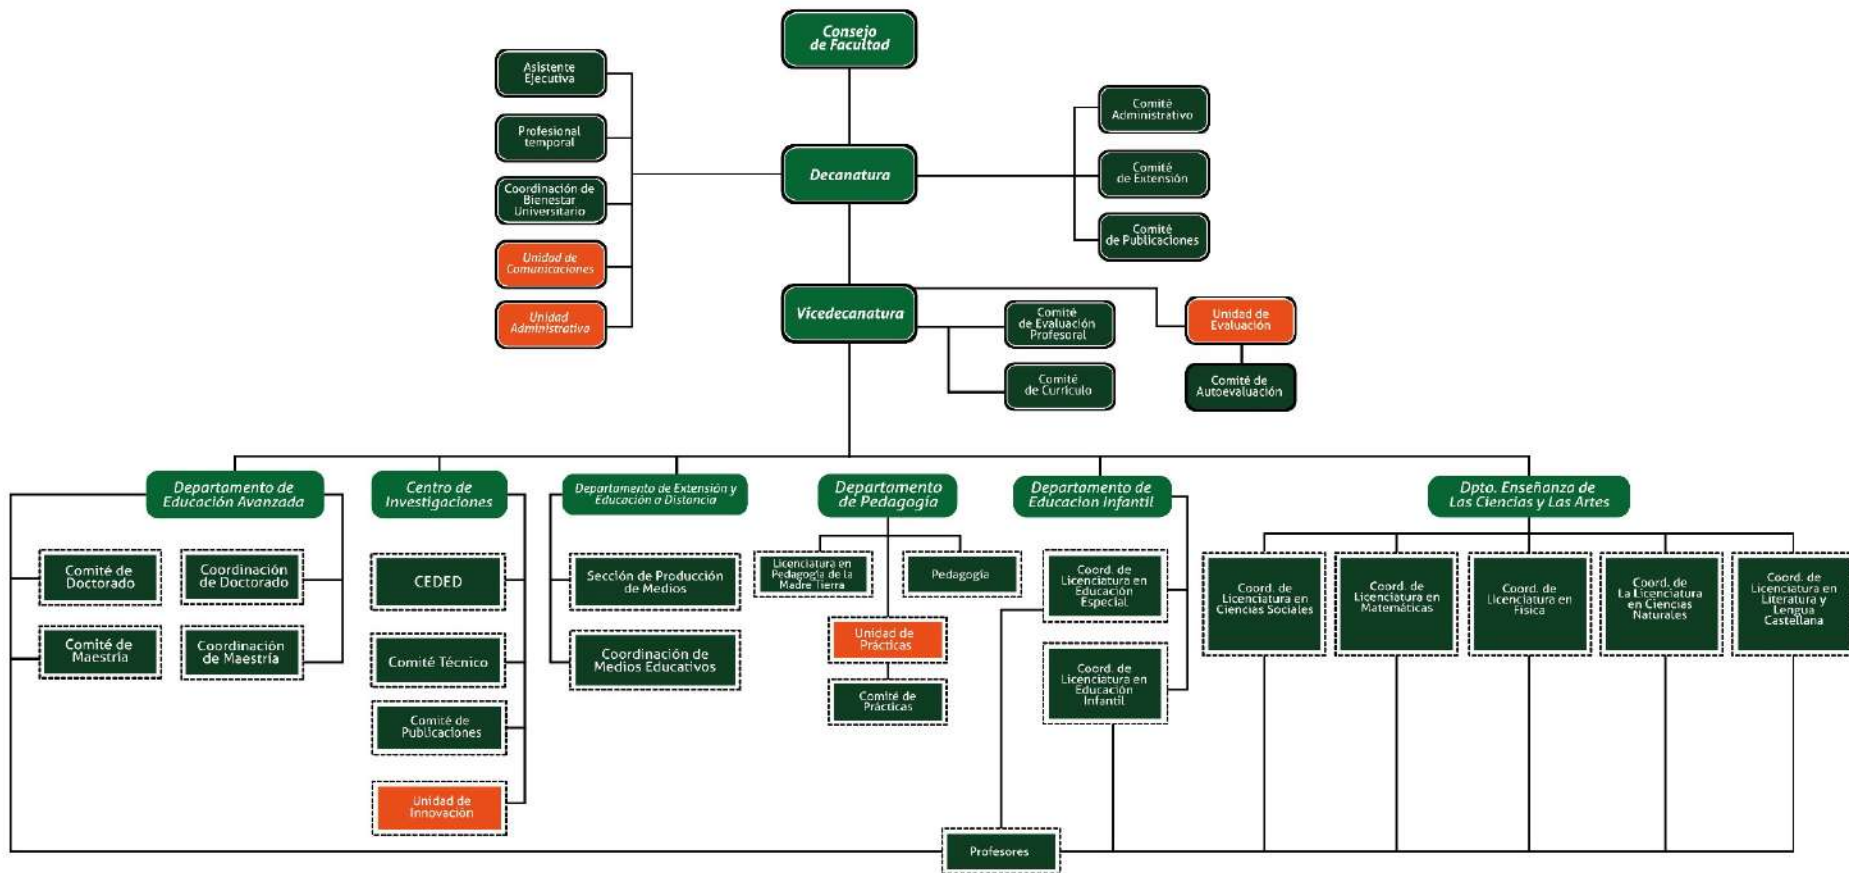 Consejo
de Facultad
Asistente
Ejecutiva
Profesional
temporal
Coordinación de
Bienestar
Universitario
Unidad de
Comunicaciones
Unidad
Administrativa
Decanatura
Comité
Administrativo
Comité
de Extensión
Comité
de Publicaciones
Vicedecanatura
Comité
de Evaluación
Profesoral
Comité
de Currículo
Unidad de
Evaluación
Comité de
Autoevaluación
Departamento de
Educación Avanzada
Centro de
Investigaciones
Departamento de Extensión y
Educación a Distancia
Departamento
de Pedagogía
Departamento de
Educacion Infantil
Dpto. Enseñanza de
Las Ciencias y Las Artes
Comité de
Doctorado
Coordinación
de Doctorado
Comité de
Maestría
Coordinación
de Maestría
CEDED
Comité Técnico
Comité de
Publicaciones
Unidad de
Innovación
Sección de Producción
de Medios
Coordinación de
Medios Educativos
Licenciatura en
Pedagogía de la
Madre Tierra
Pedagogía
Unidad de
Prácticas
Comité de
Prácticas
Coord. de
Licenciatura en
Educación
Especial
Coord. de
Licenciatura en
Educación
Infantil
Coord. de
Licenciatura en
Ciencias Sociales
Coord. de
Licenciatura en
Matemáticas
Coord. de
Licenciatura en
Física
Coord. de
La Licenciatura
en Ciencias
Naturales
Coord. de
Licenciatura en
Literatura y
Lengua
Castellana
Profesores